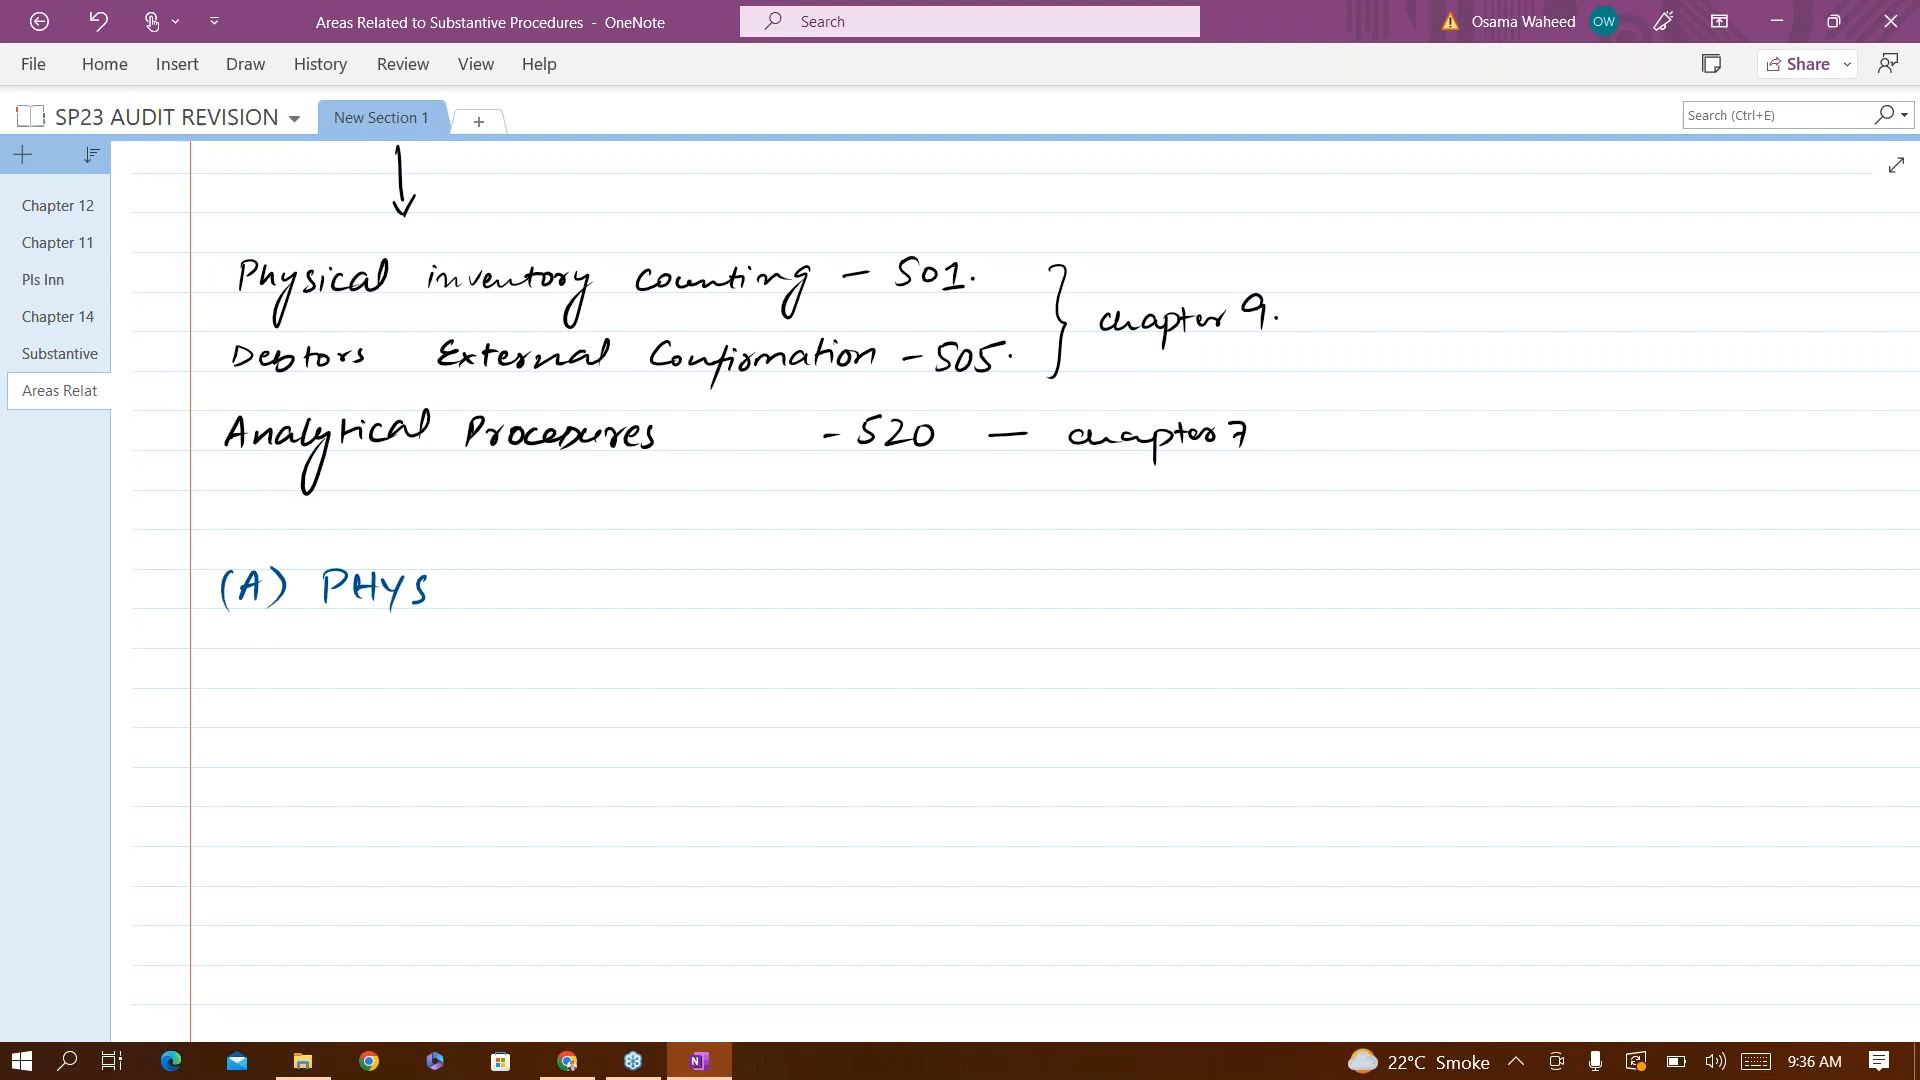 Areas Related to Substantive Procedures - OneNote
Search
Osama Waheed OW
File Home Insert Draw History Review View Help
Share
SP23 AUDIT REVISION New Section 1 +
Search (Ctrl+E)
Chapter 12
Chapter 11
Pls Inn
Chapter 14
Substantive
Areas Relat
Physical inventory counting - 501.
Debtors External Confirmation - 505.
chapter 9.
Analytical Procedures - 520 - chapter 7
(A) PHYS
22°C Smoke 9:36 AM